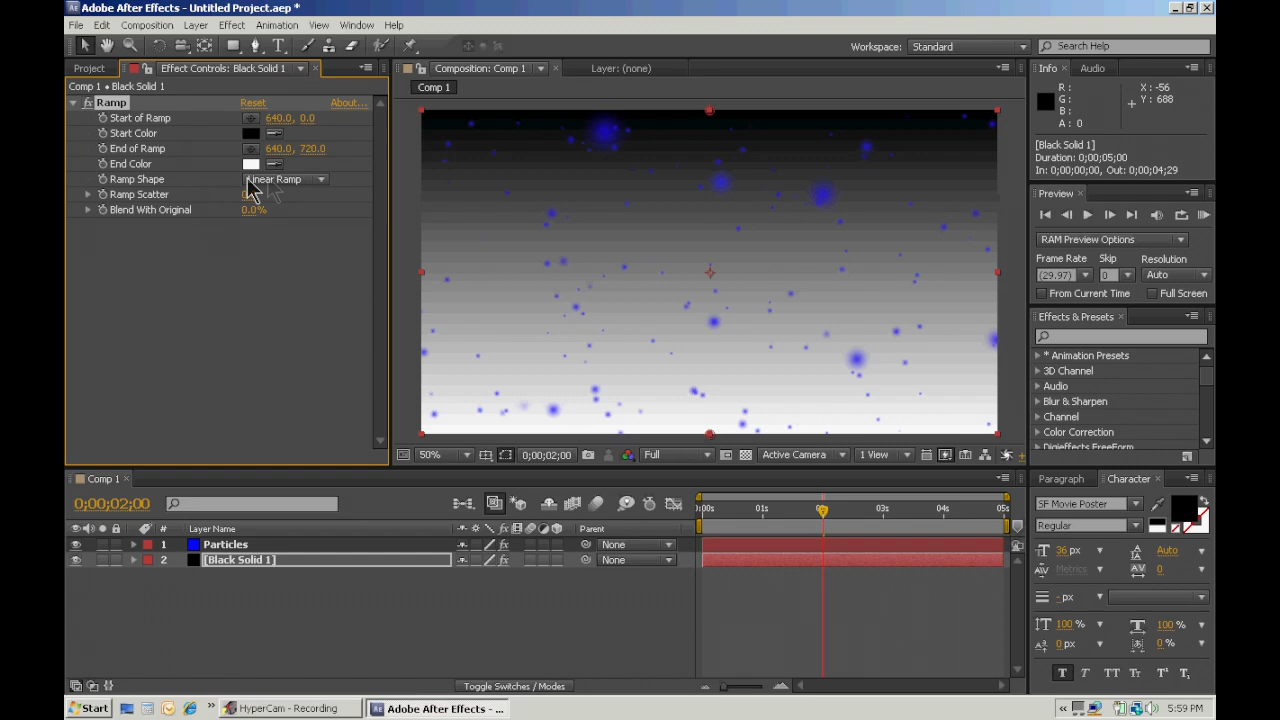 Adobe After Effects - Untitled Project.aep *
File Edit Composition Layer Effect Animation View Window Help
Workspace: Standard Search Help
Project Effect Controls: Black Solid 1 Composition: Comp 1 Layer: (none) Info Audio
Comp 1 • Black Solid 1
Comp 1
Ramp Reset About...
Start of Ramp 640.0, 0.0
Start Color
End of Ramp 640.0, 720.0
End Color
Ramp Shape Linear Ramp
Ramp Scatter
Blend With Original 0.0%
R: X: -56
G: Y: 688
B:
A: 0
[Black Solid 1]
Duration: 0;00;05;00
In: 0;00;00;00, Out: 0;00;04;29
Preview
RAM Preview Options
Frame Rate Skip Resolution
(29.97) 0 Auto
From Current Time Full Screen
Effects & Presets
* Animation Presets
3D Channel
Audio
Blur & Sharpen
Channel
Color Correction
Digieffects FreeForm
50% 0;00;02;00 Full Active Camera 1 View
Comp 1
0;00;02;00
:00s 01s 03s 04s 05s
# Layer Name Parent
1 Particles None
2 [Black Solid 1] None
Toggle Switches / Modes
Paragraph Character
SF Movie Poster
Regular
36 px Auto
Metrics 0
- px
100 % 100 %
0 px 0 %
T T TT Tr T¹ T₁
Start HyperCam - Recording Adobe After Effects - ... 5:59 PM